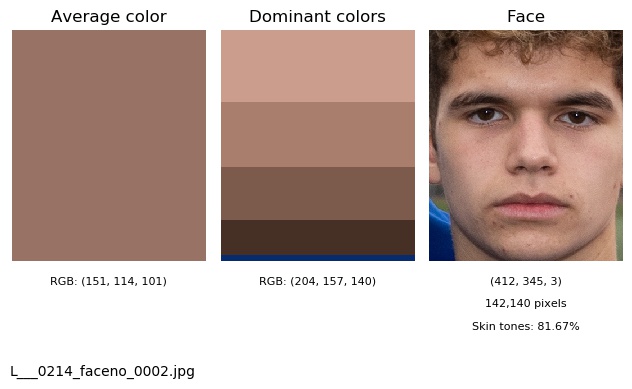 Average color
Dominant colors
Face
RGB: (151, 114, 101)
RGB: (204, 157, 140)
(412, 345, 3)
142,140 pixels
Skin tones: 81.67%
L___0214_faceno_0002.jpg